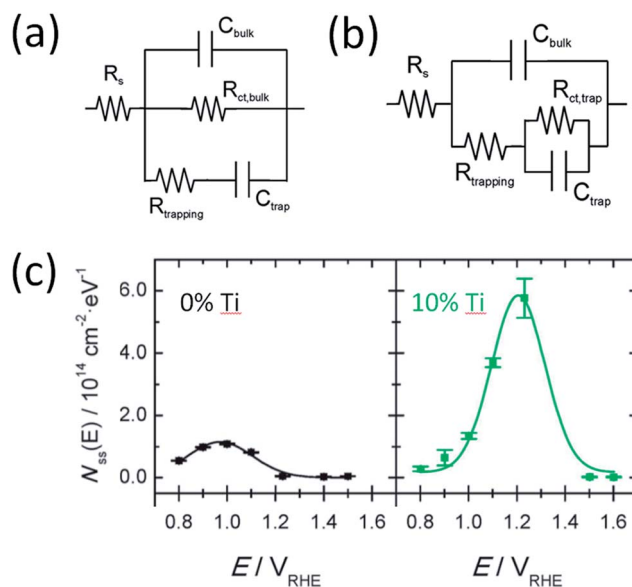 (a)
C_bulk
R_s
R_ct,bulk
R_trapping
C_trap
(b)
C_bulk
R_s
R_ct,trap
R_trapping
C_trap
(c)
0% Ti
10% Ti
6.0
4.0
2.0
0.0
N_ss(E) / 10^14 cm^-2·eV^-1
0.8 1.0 1.2 1.4 1.6
0.8 1.0 1.2 1.4 1.6
E / V_RHE
E / V_RHE